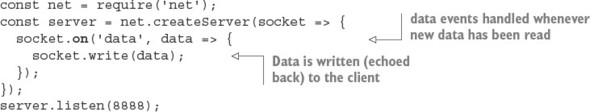 const net = require('net');
const server = net.createServer(socket => {
  socket.on('data', data => {
    socket.write(data);
  });
});
server.listen(8888);
data events handled whenever
new data has been read
Data is written (echoed
back) to the client